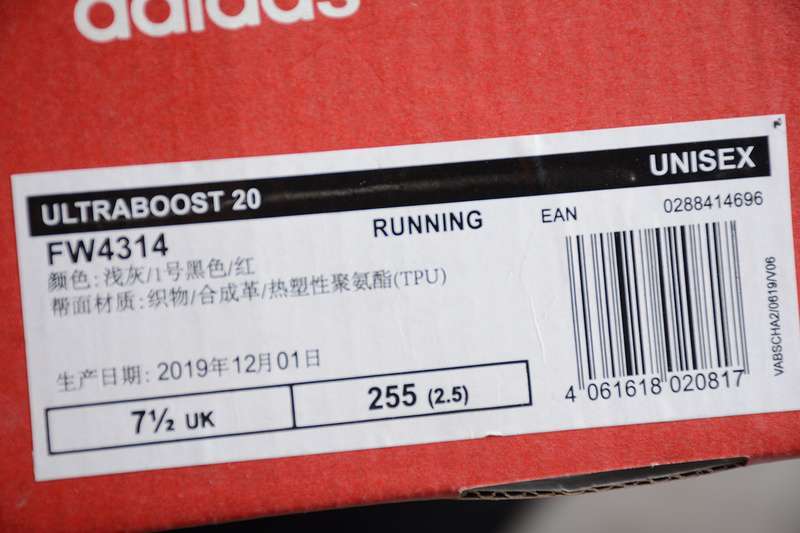 adidas
ULTRABOOST 20 UNISEX
FW4314 RUNNING EAN 0288414696
颜色:浅灰/1号黑色/红
帮面材质:织物/合成革/热塑性聚氨酯(TPU)
生产日期: 2019年12月01日
7½ UK 255 (2.5)
4 061618 020817
VABSCHA2/0619/V06